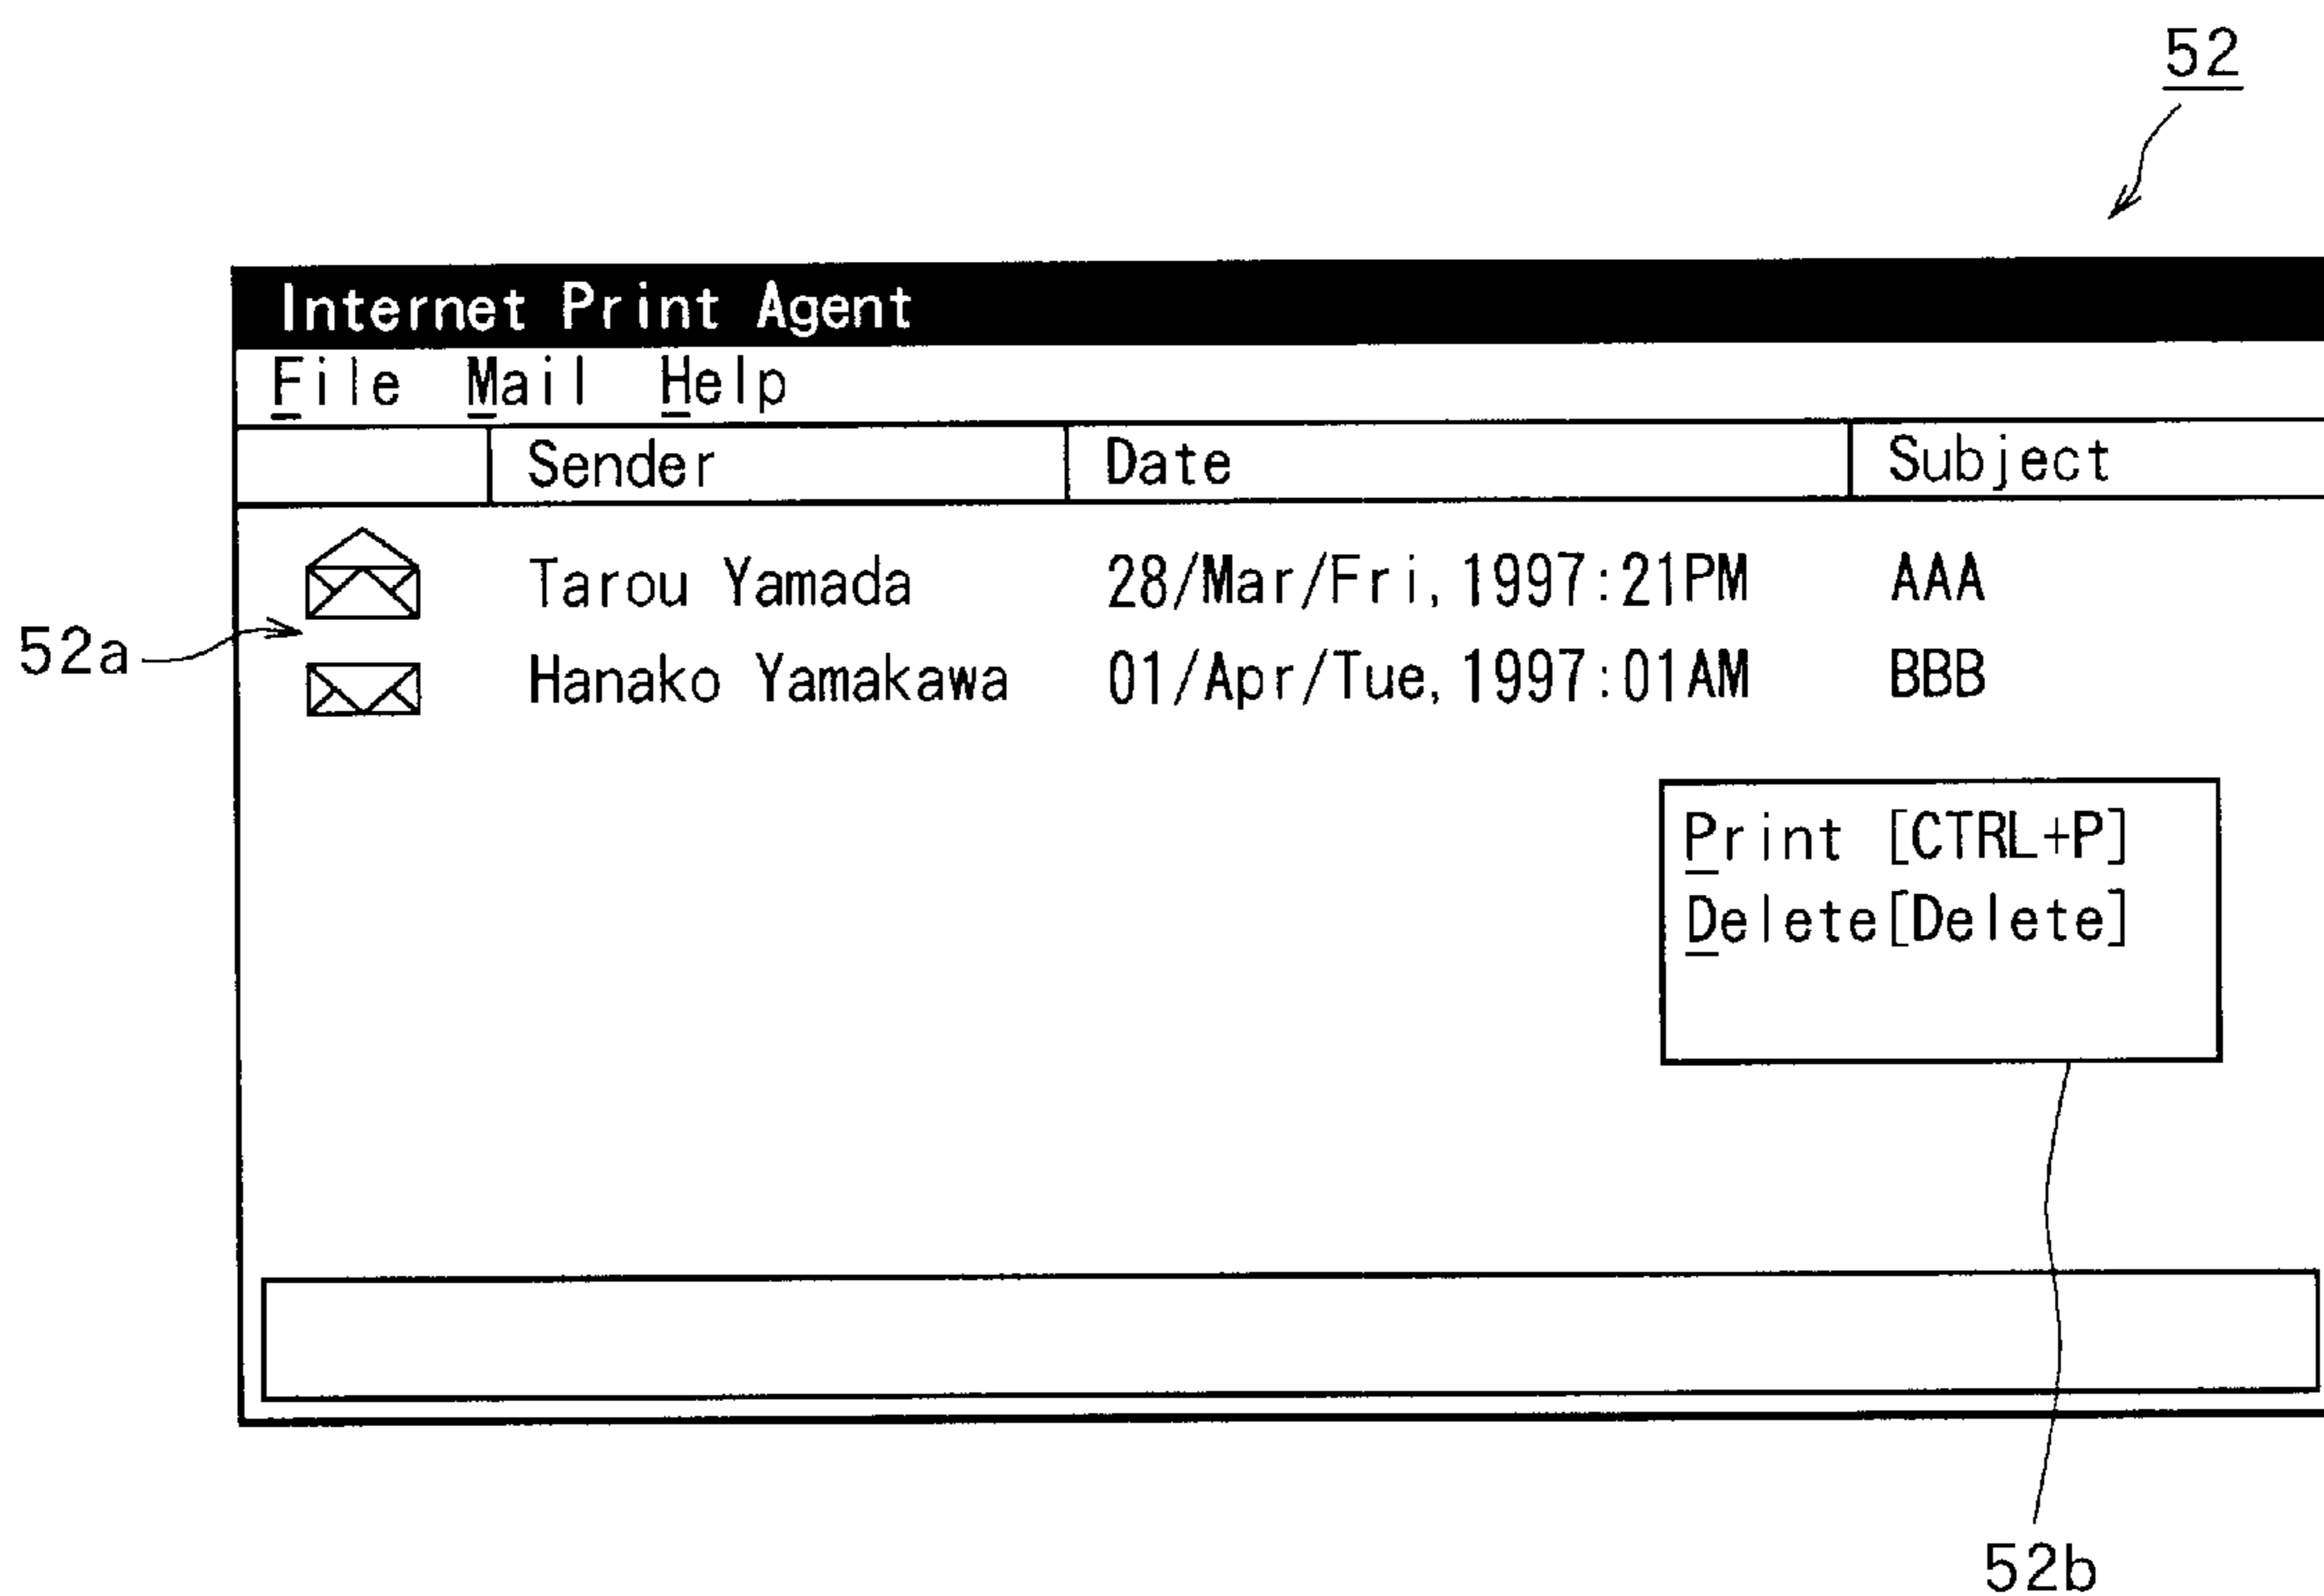 52
Internet Print Agent
File Mail Help
Sender Date Subject
Tarou Yamada 28/Mar/Fri, 1997:21PM AAA
52a
Hanako Yamakawa 01/Apr/Tue, 1997:01AM BBB
Print [CTRL+P]
Delete[Delete]
52b